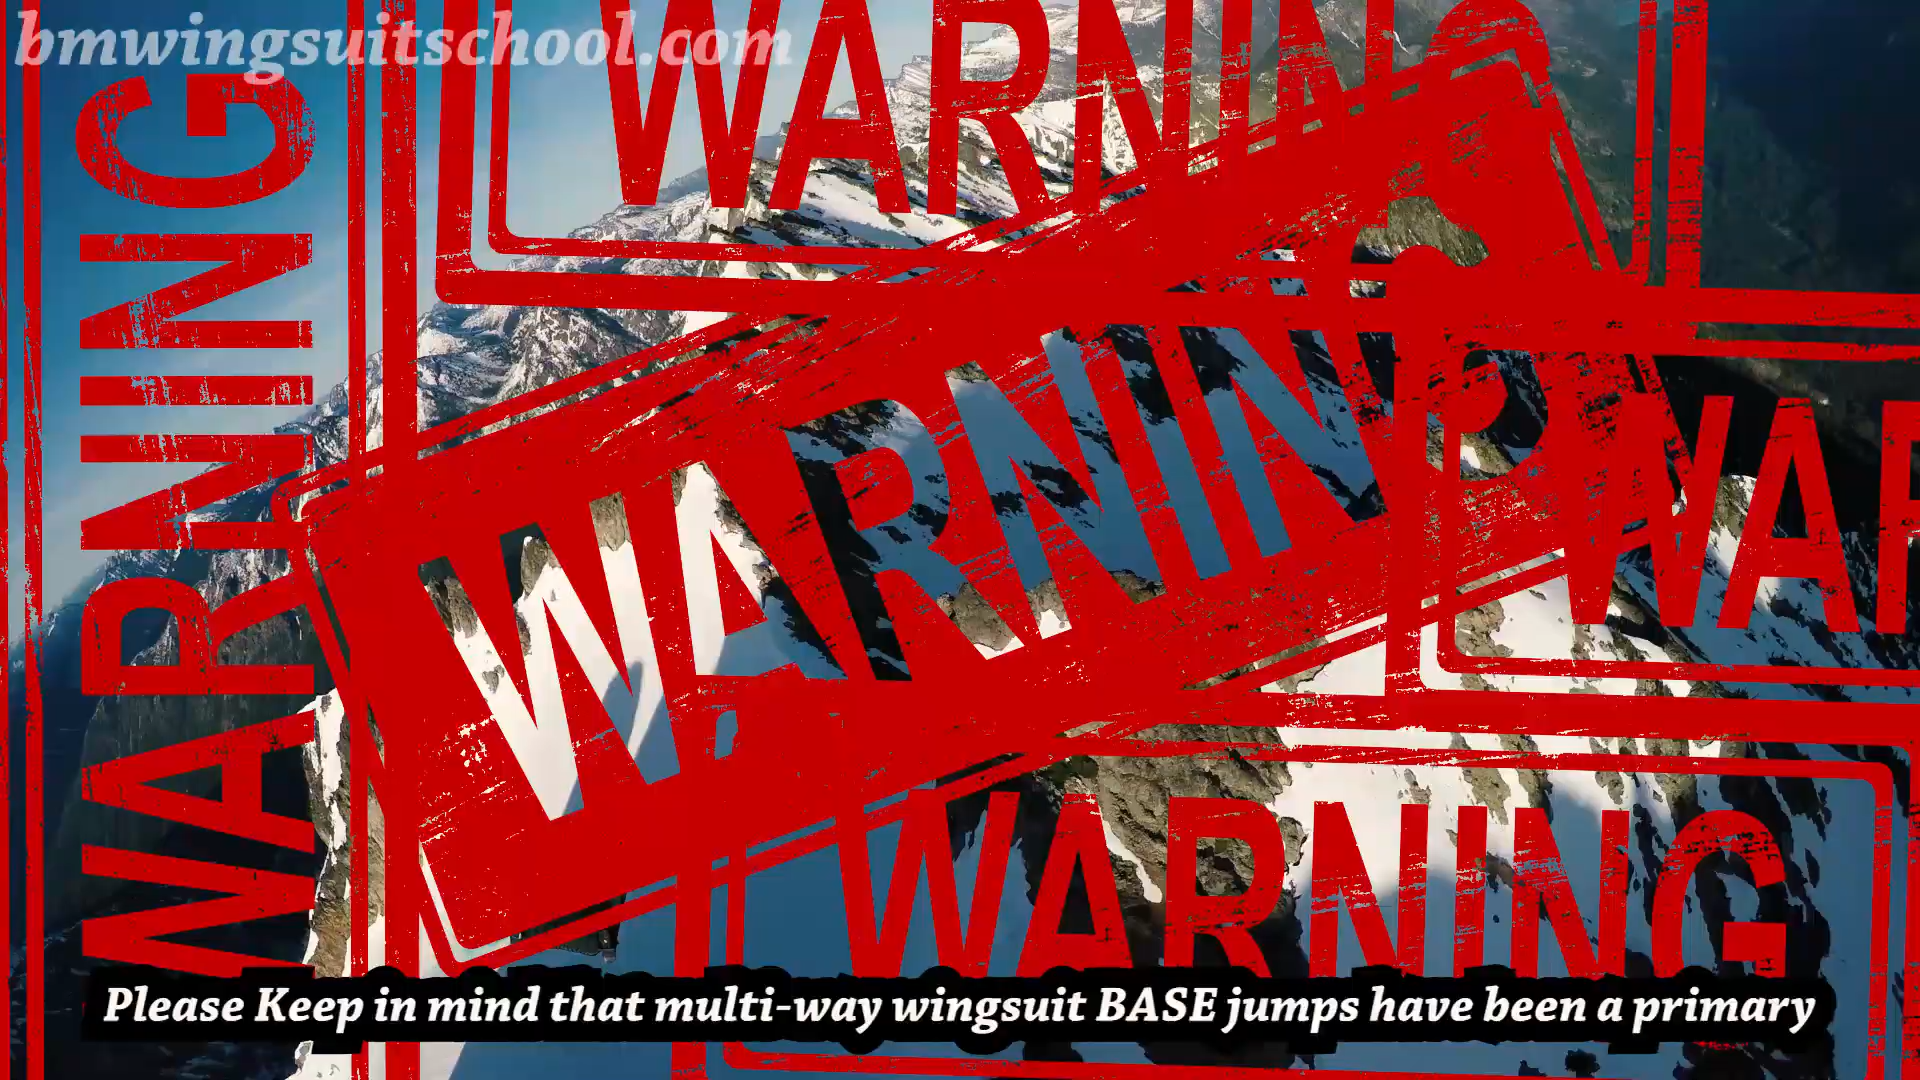 bmwingsuitschool.com
WARNING
WARNING
WARNING
WAR
WARNING
Please Keep in mind that multi-way wingsuit BASE jumps have been a primary